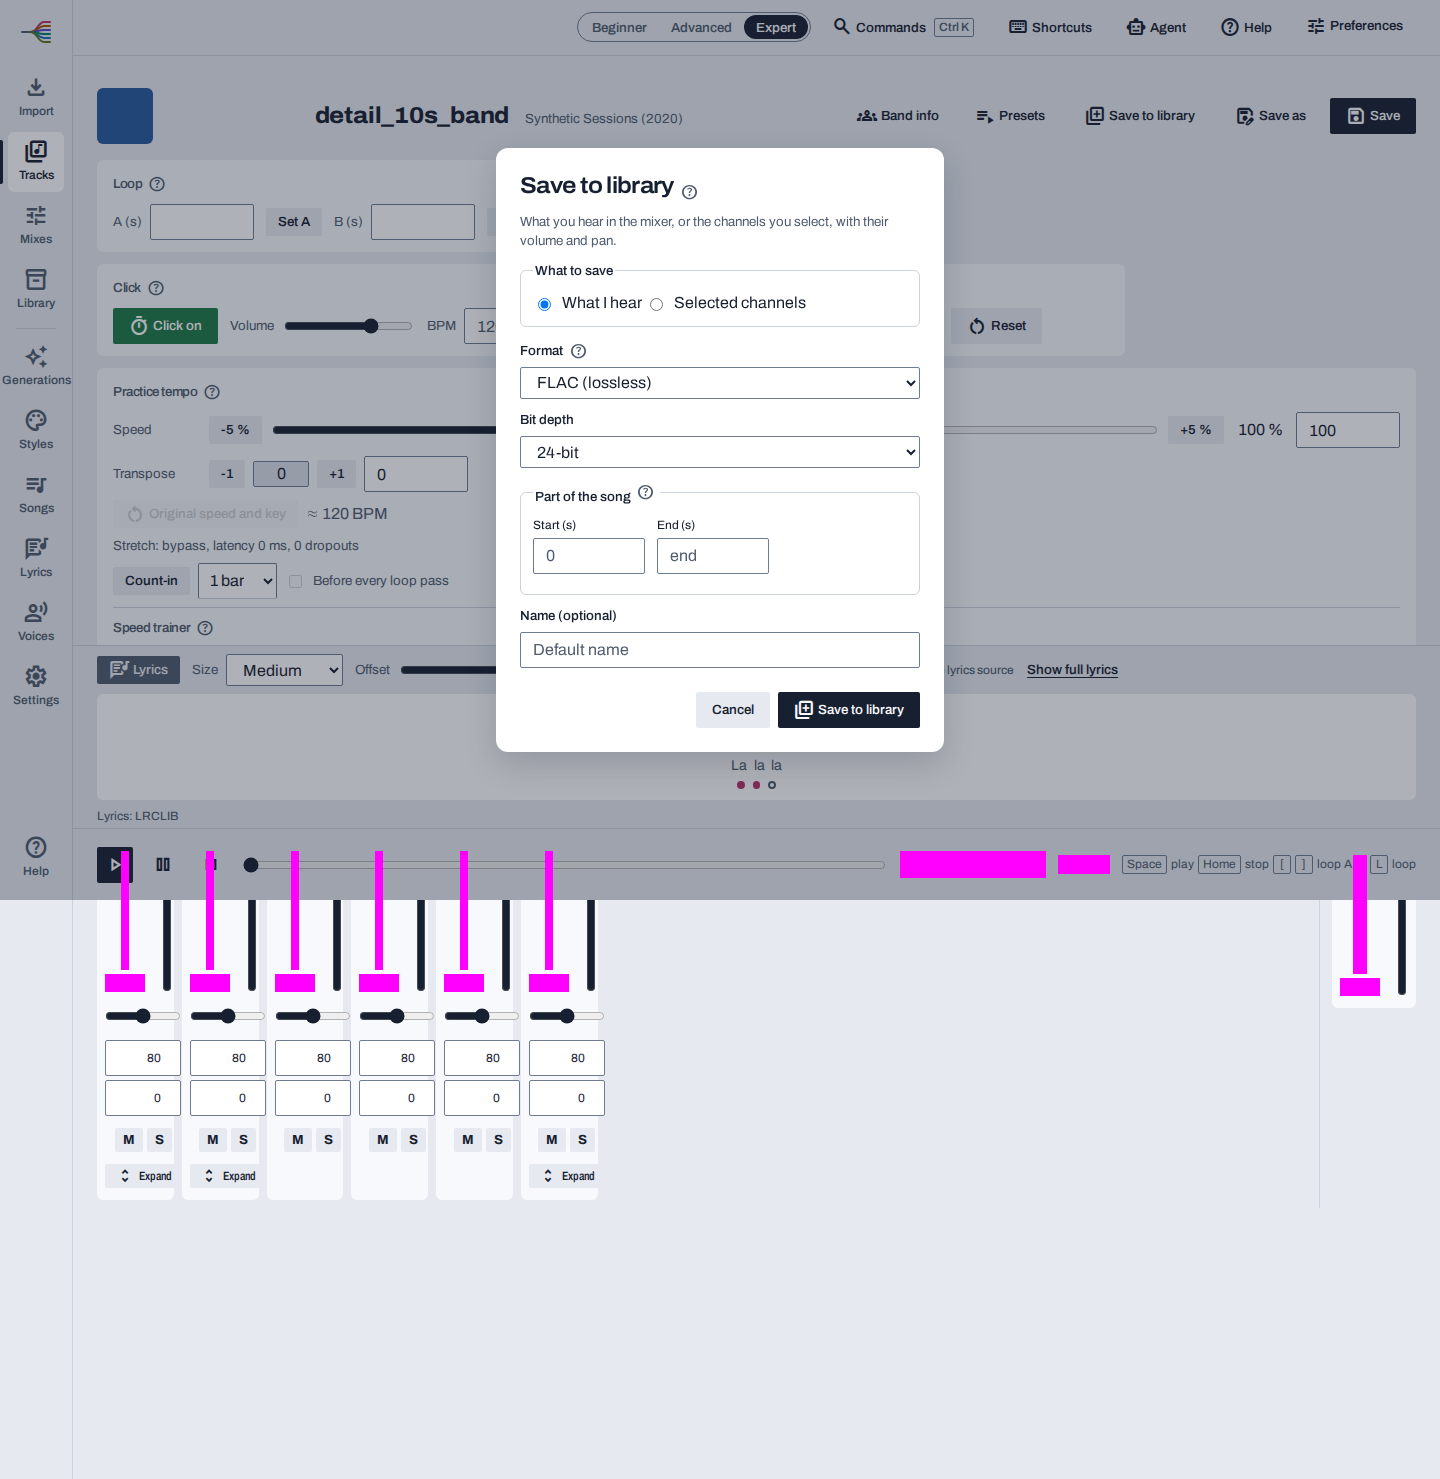 Beginner Advanced Expert Commands Ctrl K Shortcuts Agent Help Preferences
Import
Tracks
Mixes
Library
Generations
Styles
Songs
Lyrics
Voices
Settings
Help
detail_10s_band Synthetic Sessions (2020) Band info Presets Save to library Save as Save
Loop
A (s) Set A B (s)
Click
Click on Volume BPM Reset
Practice tempo
Speed -5 % +5 % 100 % 100
Transpose -1 0 +1 0
Original speed and key ≈ 120 BPM
Stretch: bypass, latency 0 ms, 0 dropouts
Count-in 1 bar Before every loop pass
Speed trainer
Save to library
What you hear in the mixer, or the channels you select, with their
volume and pan.
What to save
What I hear Selected channels
Format
FLAC (lossless)
Bit depth
24-bit
Part of the song
Start (s) End (s)
0 end
Name (optional)
Default name
Cancel Save to library
Lyrics Size Medium Offset lyrics source Show full lyrics
La la la
Lyrics: LRCLIB
Space play Home stop [ ] loop A L loop
80 80 80 80 80 80
0 0 0 0 0 0
M S M S M S M S M S M S
Expand Expand Expand